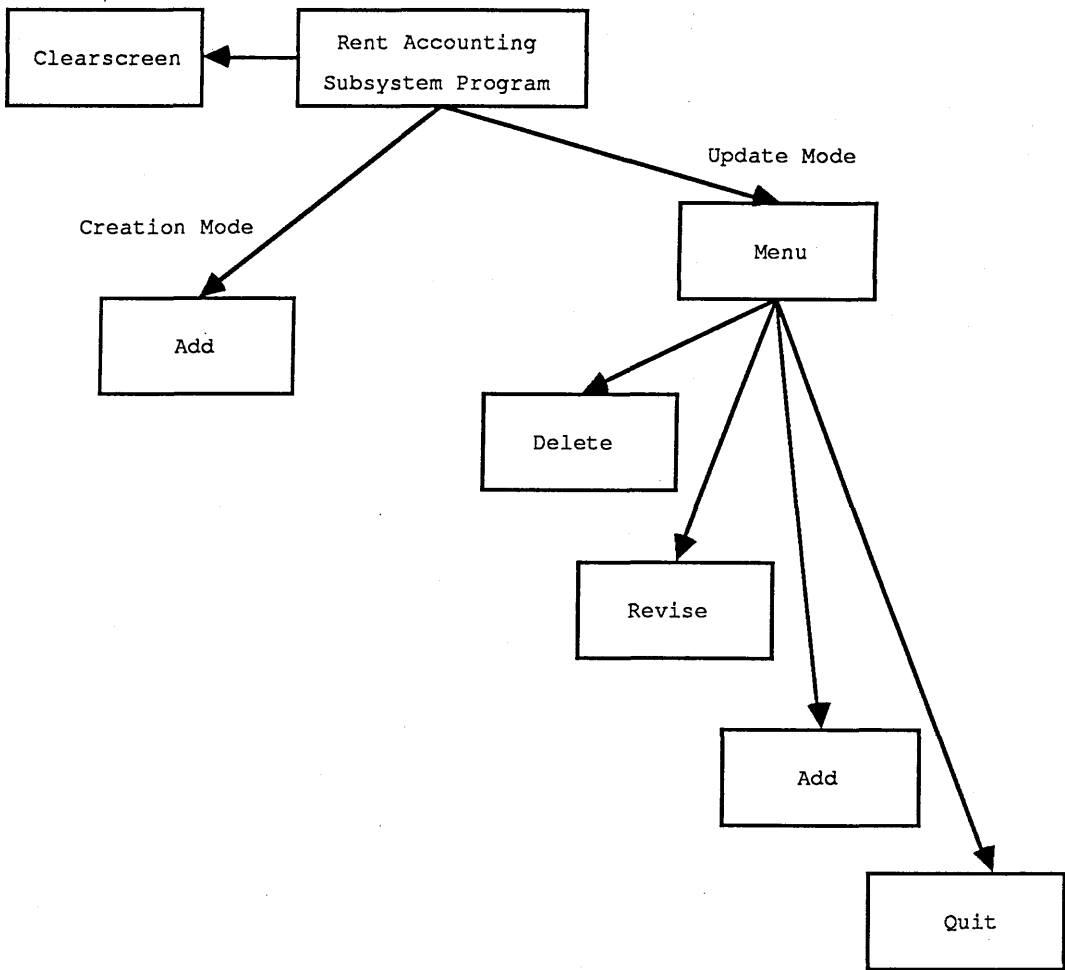 Clearscreen
Rent Accounting
Subsystem Program
Update Mode
Creation Mode
Menu
Add
Delete
Revise
Add
Quit